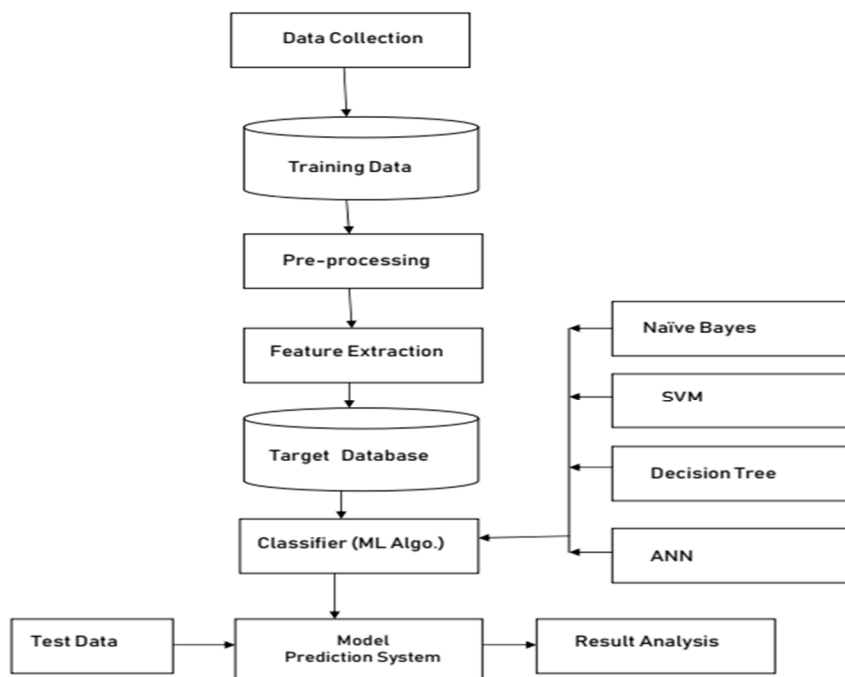 Data Collection
Training Data
Pre-processing
Feature Extraction
Target Database
Classifier (ML Algo.)
Naïve Bayes
SVM
Decision Tree
ANN
Test Data
Model
Prediction System
Result Analysis